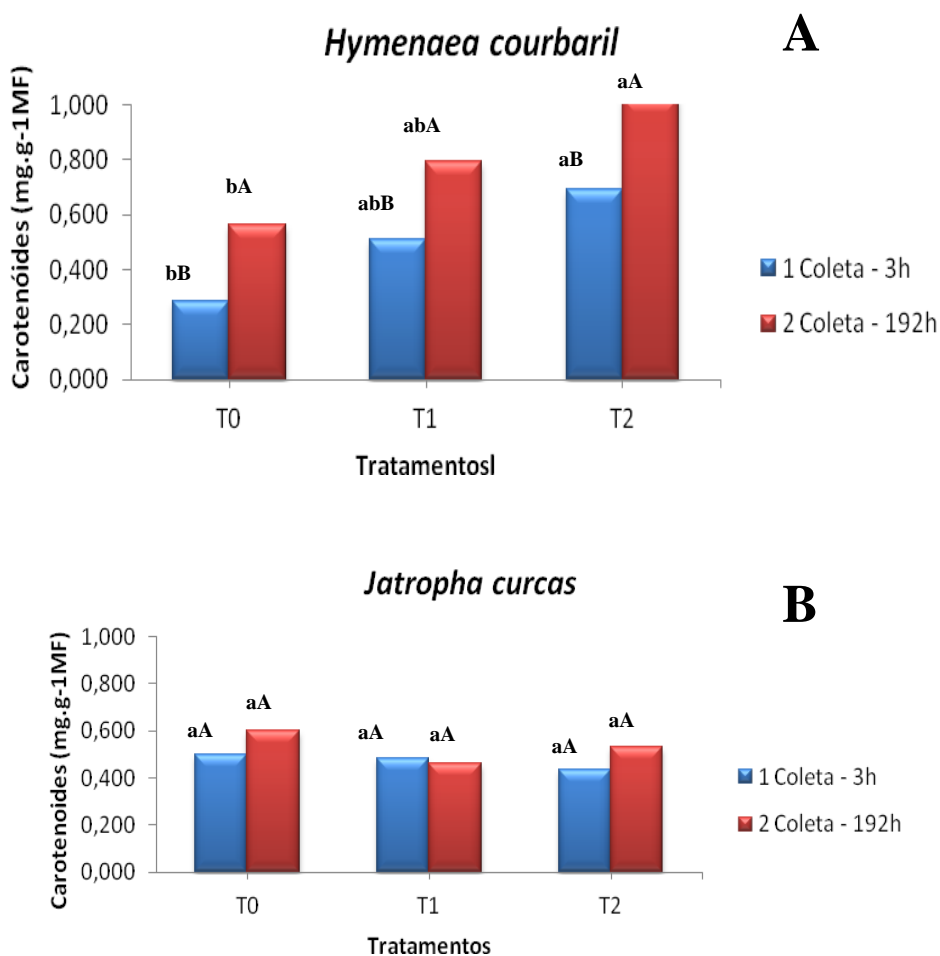 Hymenaea courbaril
A
Carotenóides (mg.g-1MF)
1,000
0,800
0,600
0,400
0,200
0,000
bB
bA
abB
abA
aB
aA
T0
T1
T2
Tratamentosl
1 Coleta - 3h
2 Coleta - 192h
Jatropha curcas
B
Carotenoides (mg.g-1MF)
1,000
0,800
0,600
0,400
0,200
0,000
aA
aA
aA
aA
aA
aA
T0
T1
T2
Tratamentos
1 Coleta - 3h
2 Coleta - 192h